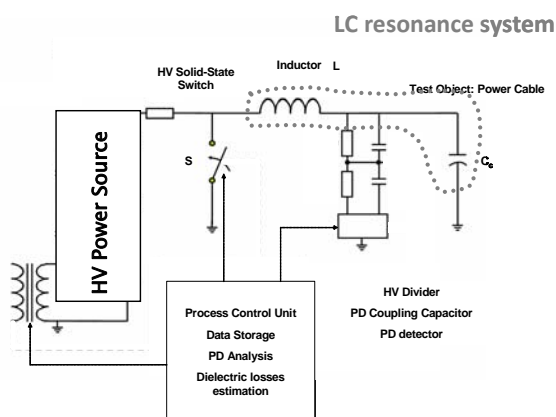 LC resonance system
HV Solid-State
Switch
Inductor L
Test Object: Power Cable
HV Power Source
S
Cc
HV Divider
PD Coupling Capacitor
PD detector
Process Control Unit
Data Storage
PD Analysis
Dielectric losses
estimation